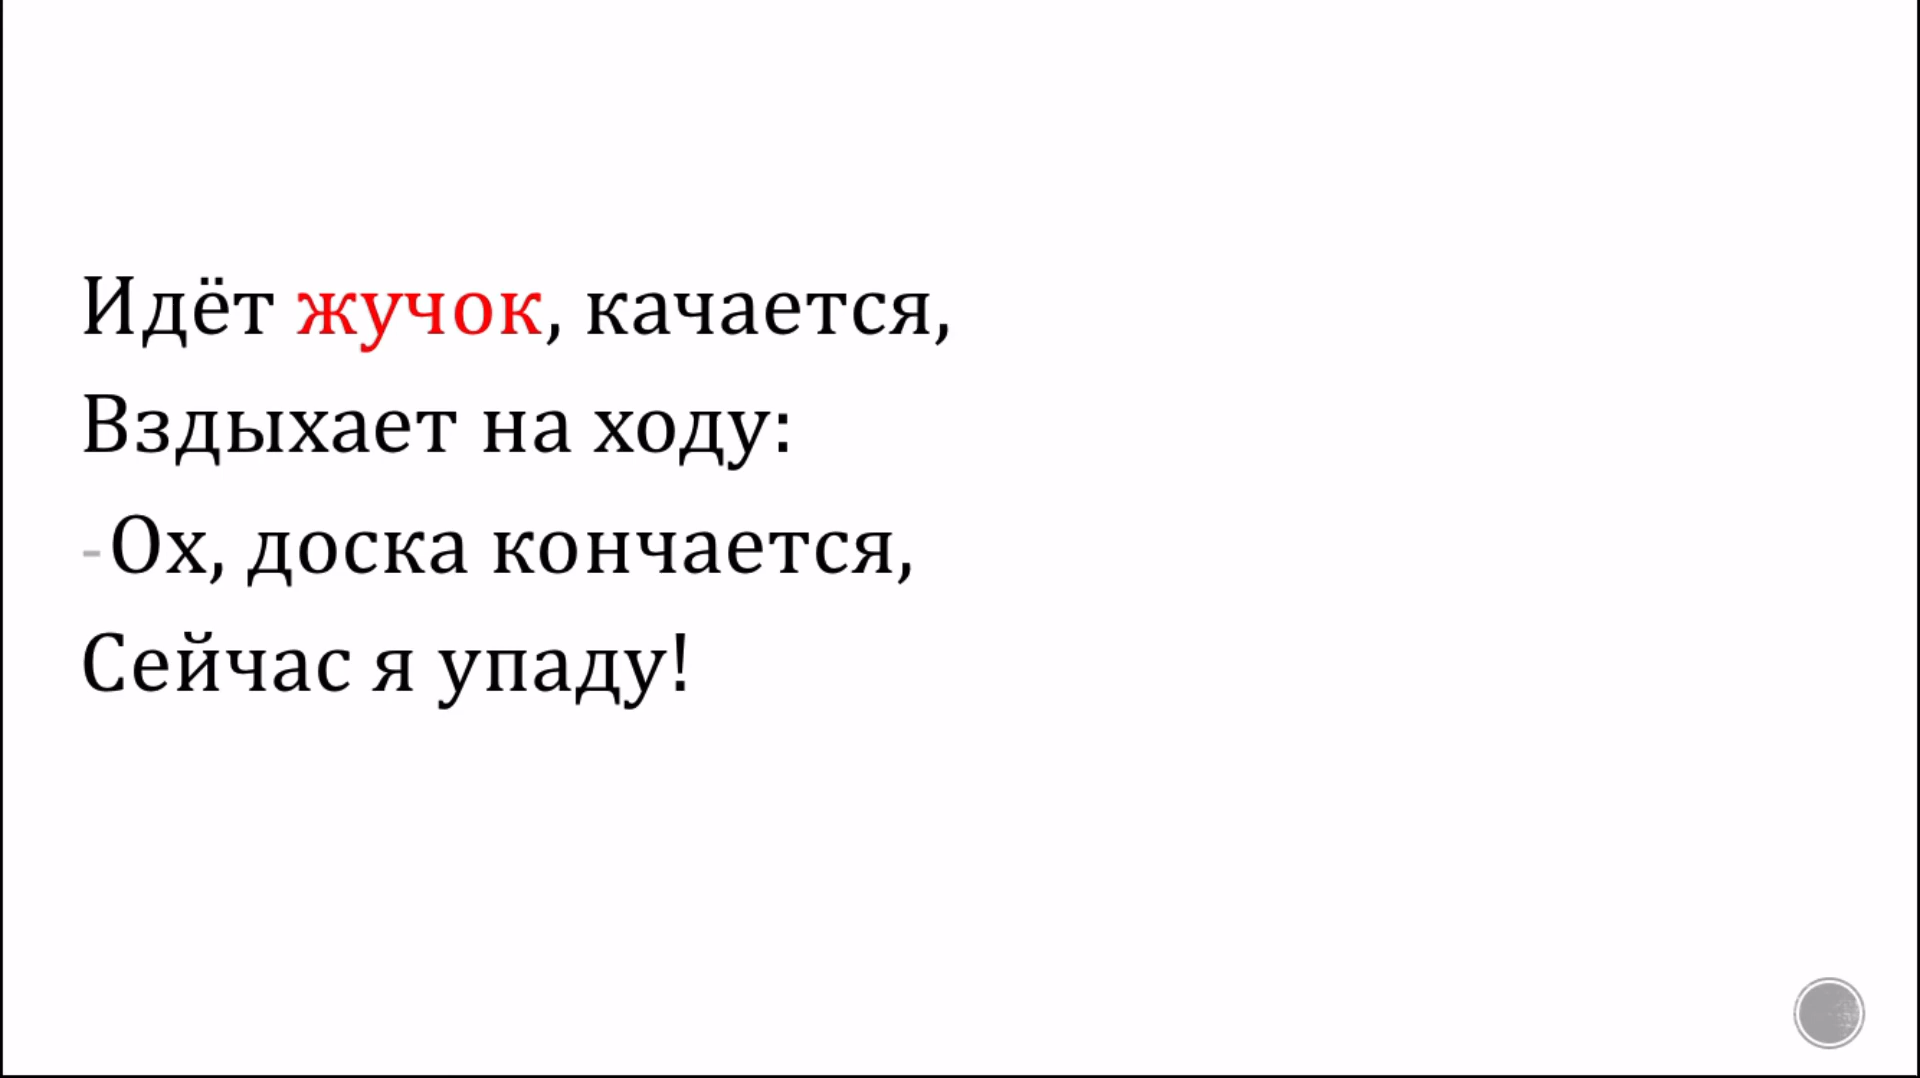 Идёт жучок, качается,
Вздыхает на ходу:
-Ох, доска кончается,
Сейчас я упаду!